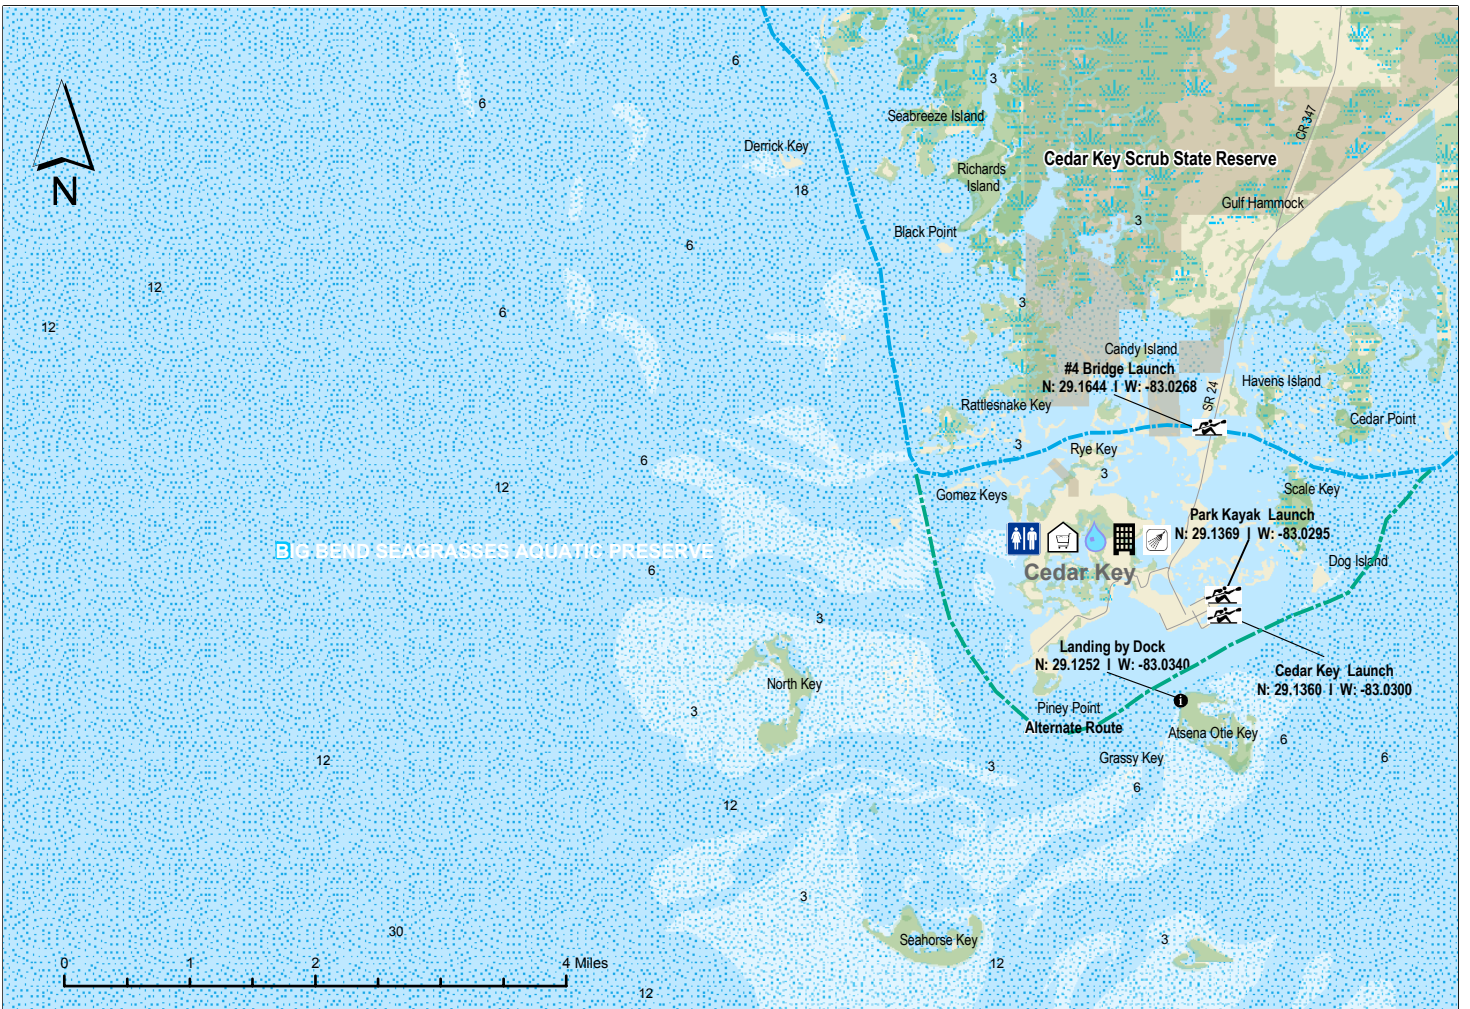 6
3
6
Seabreeze Island
CR 347
Derrick Key
Cedar Key Scrub State Reserve
Richards
Island
18
Gulf Hammock
3
Black Point
6
12
3
6
12
Candy Island
#4 Bridge Launch
N: 29.1644 I W: -83.0268
Havens Island
SR 24
Rattlesnake Key
Cedar Point
3
Rye Key
6
3
12
Gomez Keys
Scale Key
Park Kayak Launch
N: 29.1369 I W: -83.0295
BIG BEND SEAGRASSES AQUATIC PRESERVE
6
Cedar Key
Dog Island
3
Landing by Dock
N: 29.1252 I W: -83.0340
Cedar Key Launch
N: 29.1360 I W: -83.0300
North Key
i
3
Piney Point
Alternate Route
Atsena Otie Key
6
Grassy Key
6
12
3
6
12
3
30
Seahorse Key
3
12
12
N
0 1 2 4 Miles